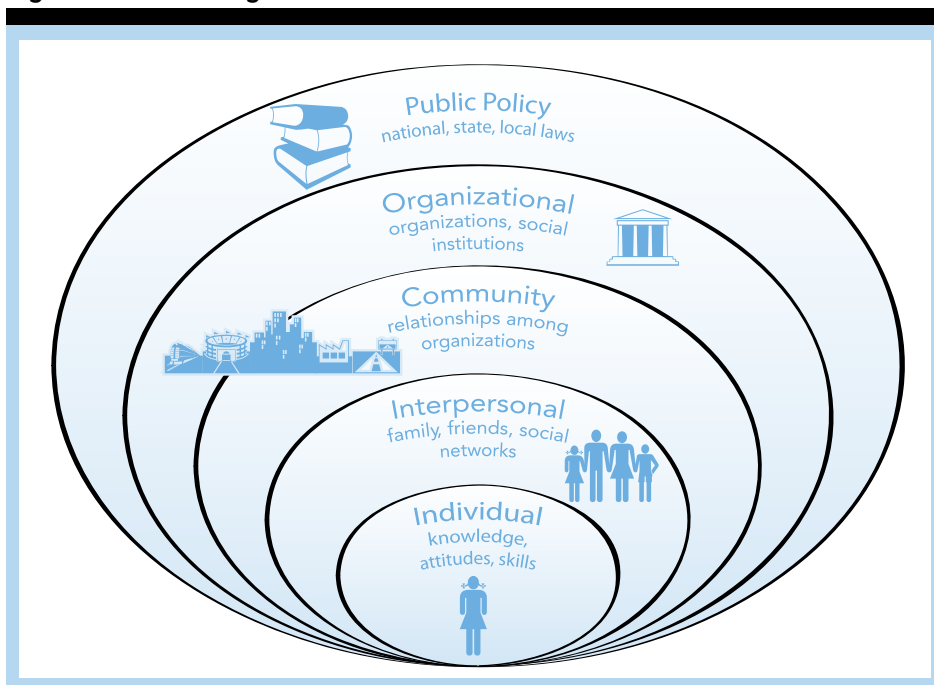 Public Policy
national, state, local laws
Organizational
organizations, social
institutions
Community
relationships among
organizations
Interpersonal
family, friends, social
networks
Individual
knowledge,
attitudes, skills